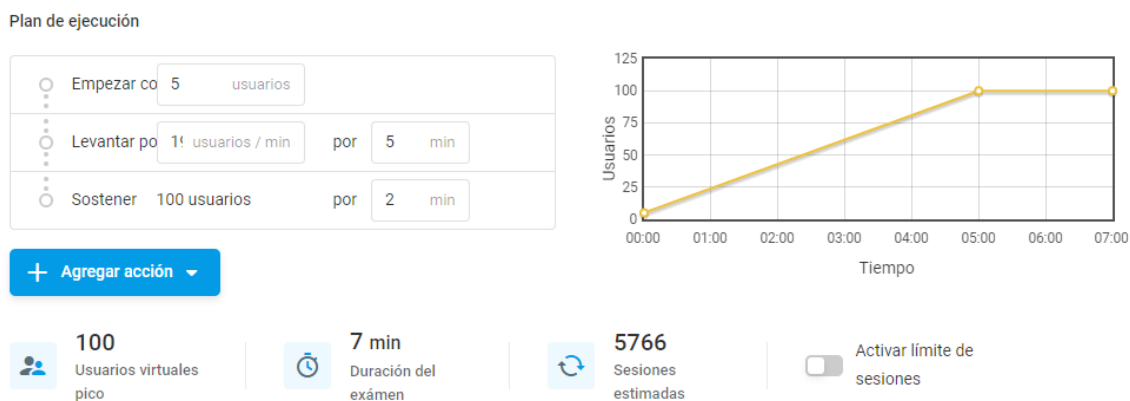 Plan de ejecución
Empezar co 5 usuarios
Levantar po 19 usuarios / min por 5 min
Sostener 100 usuarios por 2 min
Agregar acción
125
100
75
50
25
0
Usuarios
00:00 01:00 02:00 03:00 04:00 05:00 06:00 07:00
Tiempo
100
Usuarios virtuales
pico
7 min
Duración del
exámen
5766
Sesiones
estimadas
Activar límite de
sesiones